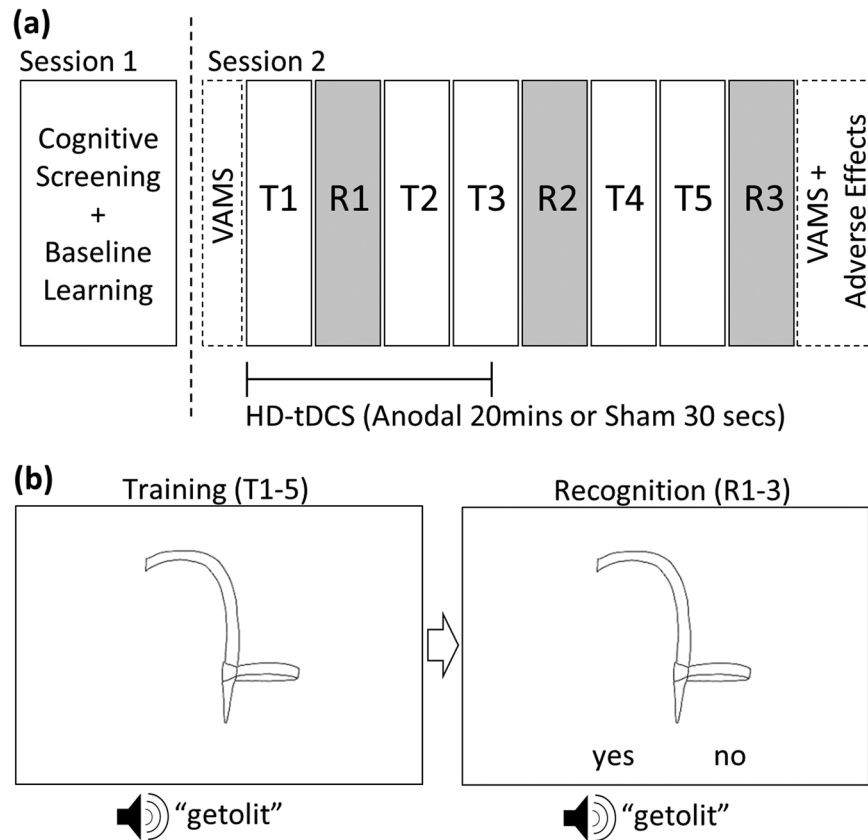 (a)
Session 1
Session 2
Cognitive
Screening
+
Baseline
Learning
VAMS
T1
R1
T2
T3
R2
T4
T5
R3
VAMS +
Adverse Effects
HD-tDCS (Anodal 20mins or Sham 30 secs)
(b)
Training (T1-5)
Recognition (R1-3)
yes
no
“getolit”
“getolit”